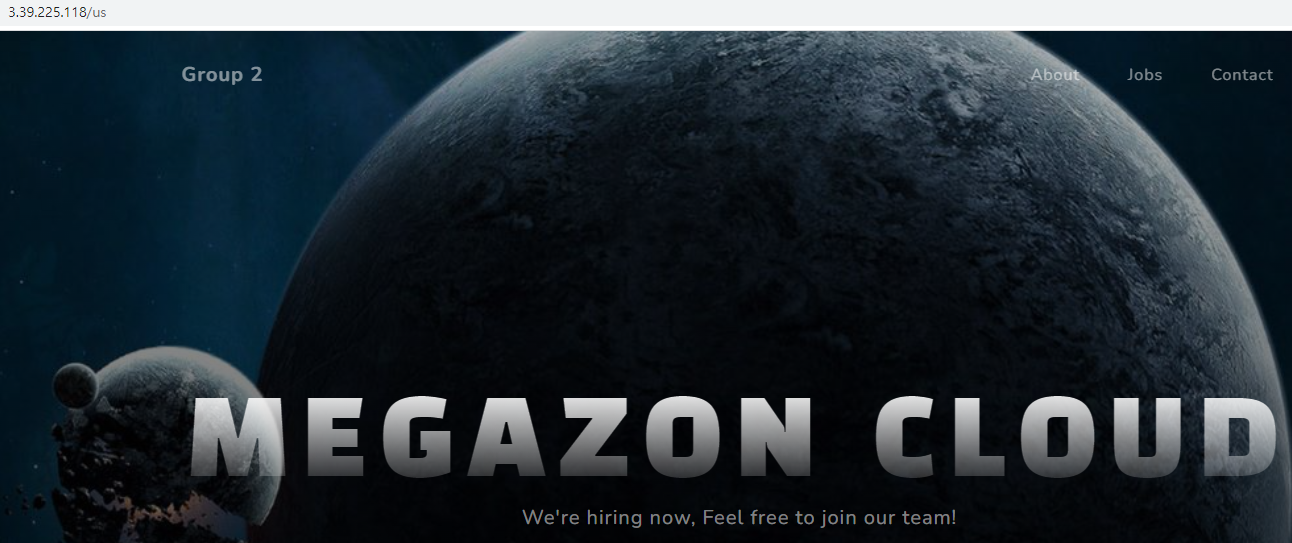 3.39.225.118/us
Group 2 About Jobs Contact
MEGAZON CLOUD
We're hiring now, Feel free to join our team!